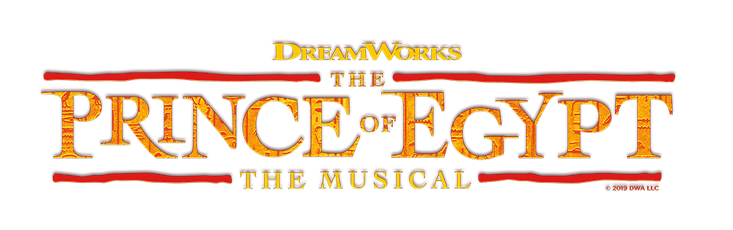 DREAMWORKS
THE
PRINCE OF EGYPT
THE MUSICAL
© 2019 DWA LLC